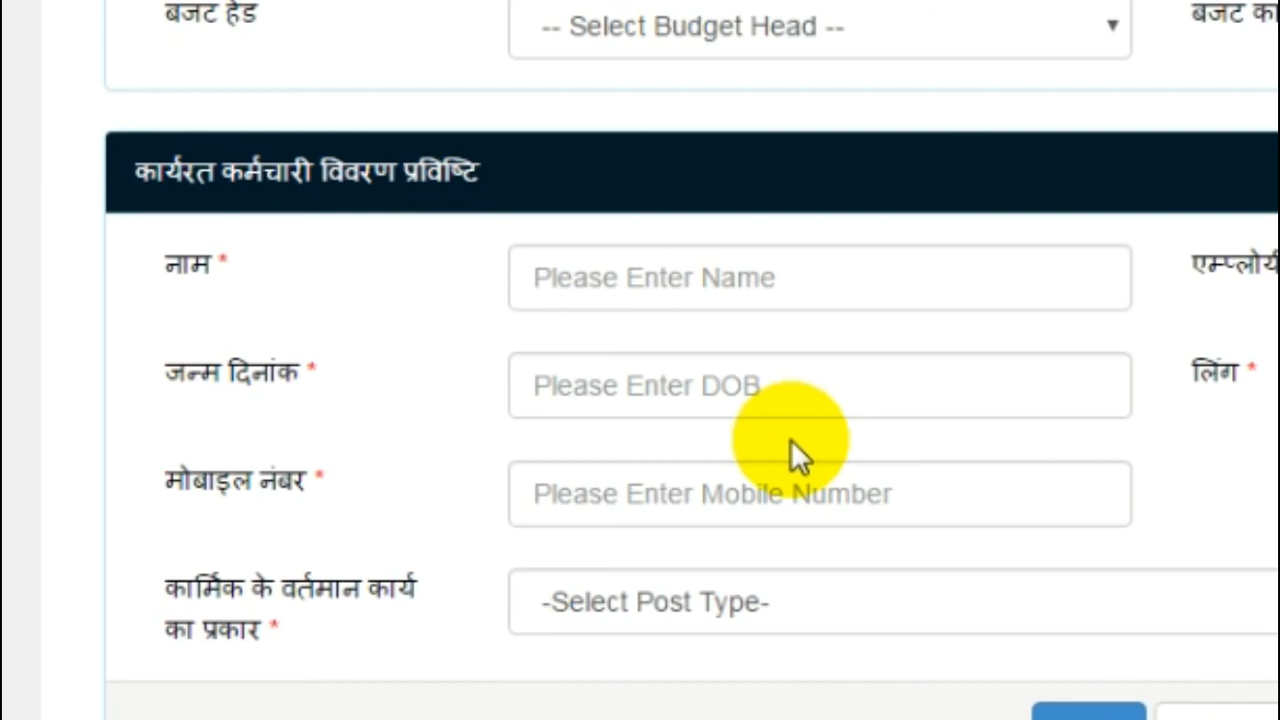 बजट हेड
-- Select Budget Head --
बजट
कार्यरत कर्मचारी विवरण प्रविष्टि
नाम *
Please Enter Name
जन्म दिनांक *
Please Enter DOB
लिंग *
मोबाइल नंबर *
Please Enter Mobile Number
कार्मिक के वर्तमान कार्य
का प्रकार *
-Select Post Type-